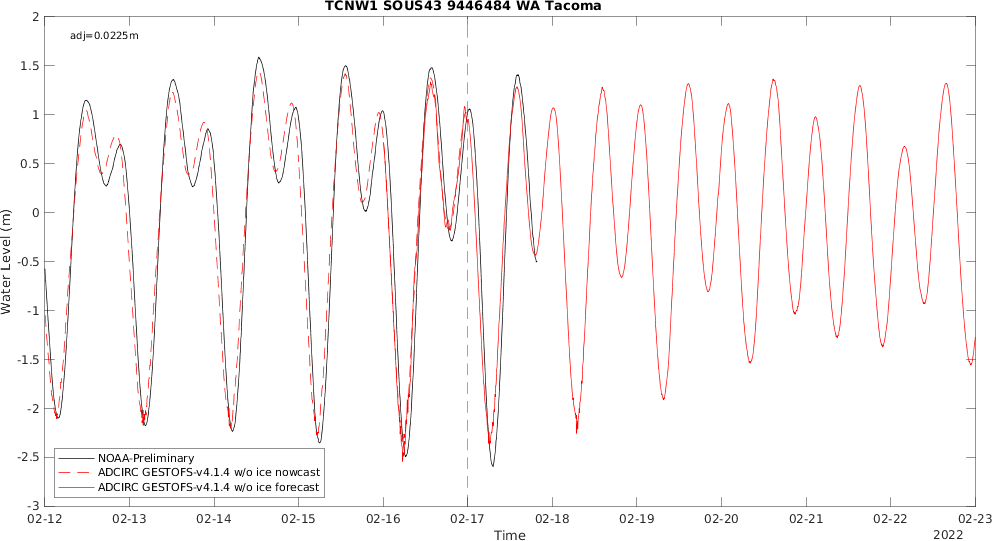 TCNW1 SOUS43 9446484 WA Tacoma
adj=0.0225m
2
1.5
1
0.5
0
-0.5
-1
-1.5
-2
-2.5
-3
Water Level (m)
NOAA-Preliminary
ADCIRC GESTOFS-v4.1.4 w/o ice nowcast
ADCIRC GESTOFS-v4.1.4 w/o ice forecast
02-12 02-13 02-14 02-15 02-16 02-17 02-18 02-19 02-20 02-21 02-22 02-23
Time
2022